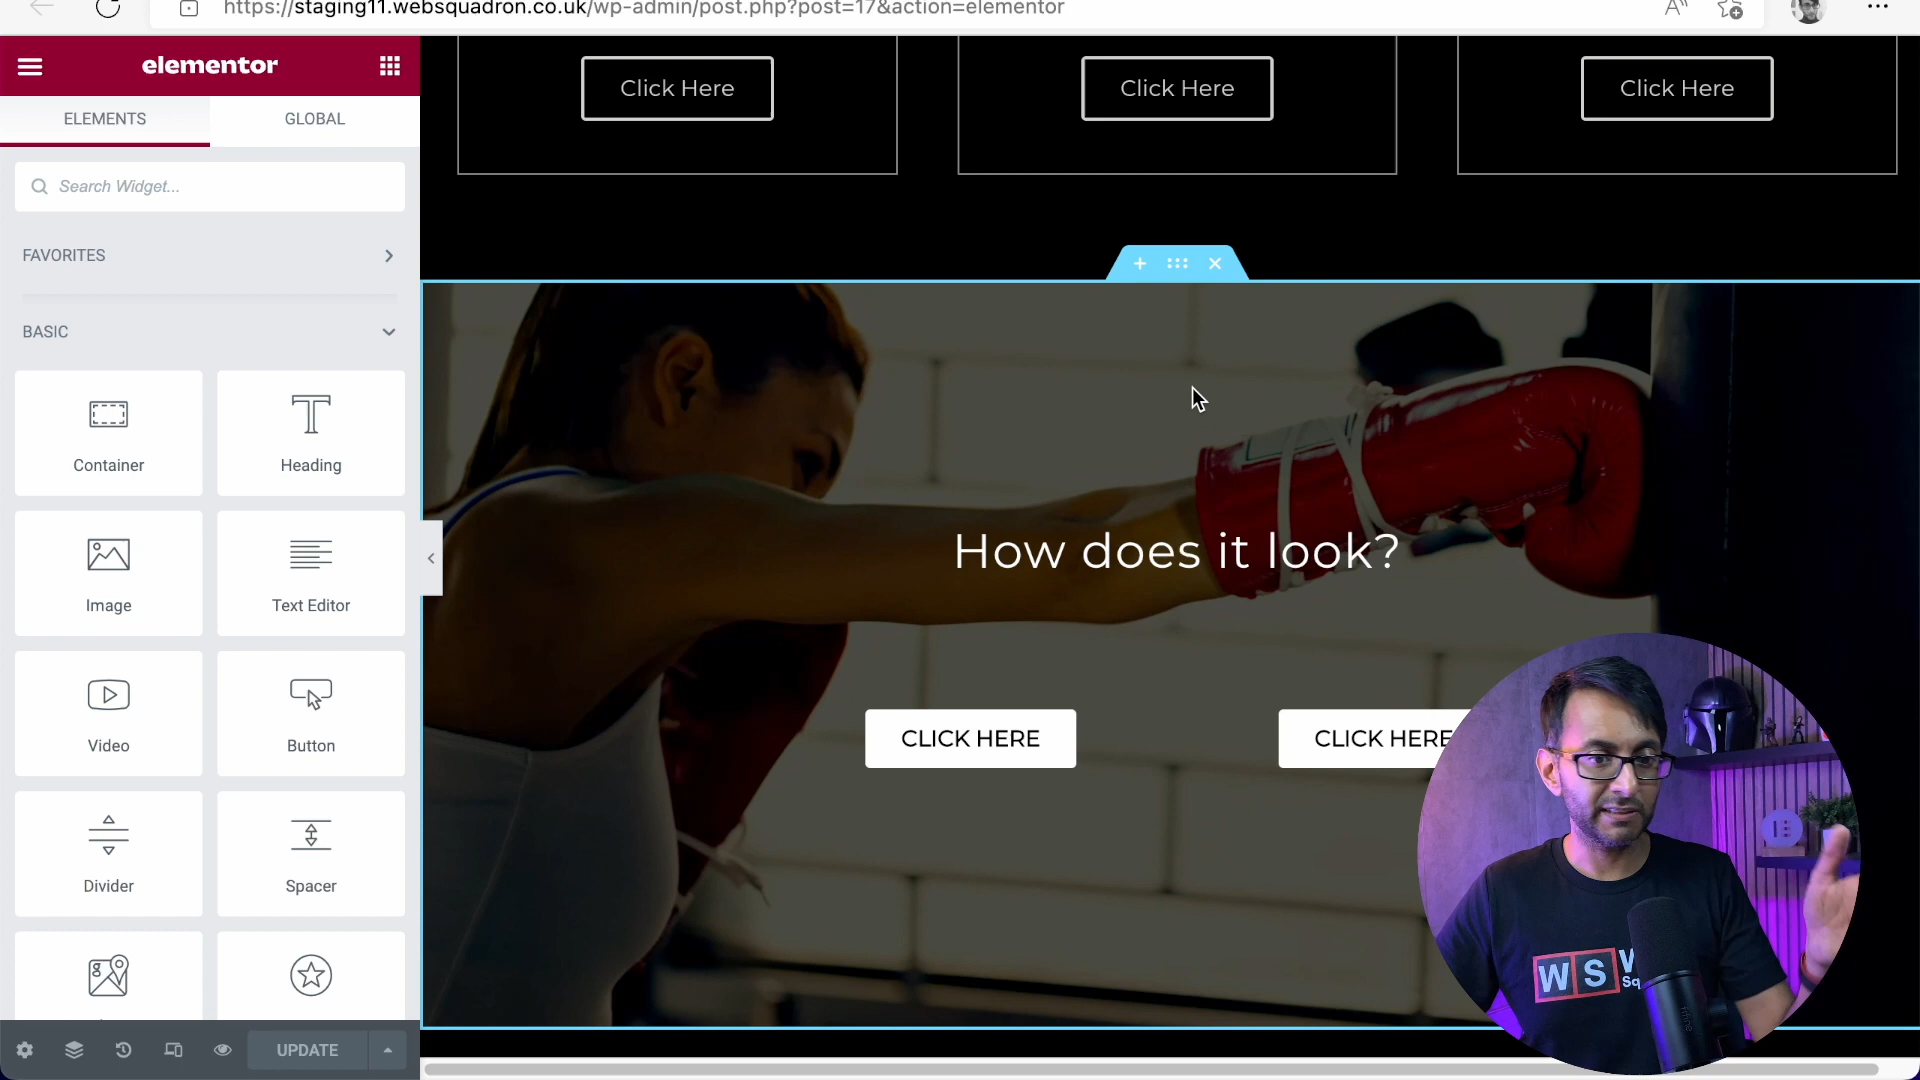 https://staging11.websquadron.co.uk/wp-admin/post.php?post=17&action=elementor
elementor
ELEMENTS
GLOBAL
Search Widget...
FAVORITES
BASIC
Container
Heading
Image
Text Editor
Video
Button
Divider
Spacer
UPDATE
Click Here
Click Here
Click Here
How does it look?
CLICK HERE
CLICK HERE
WS
Sq